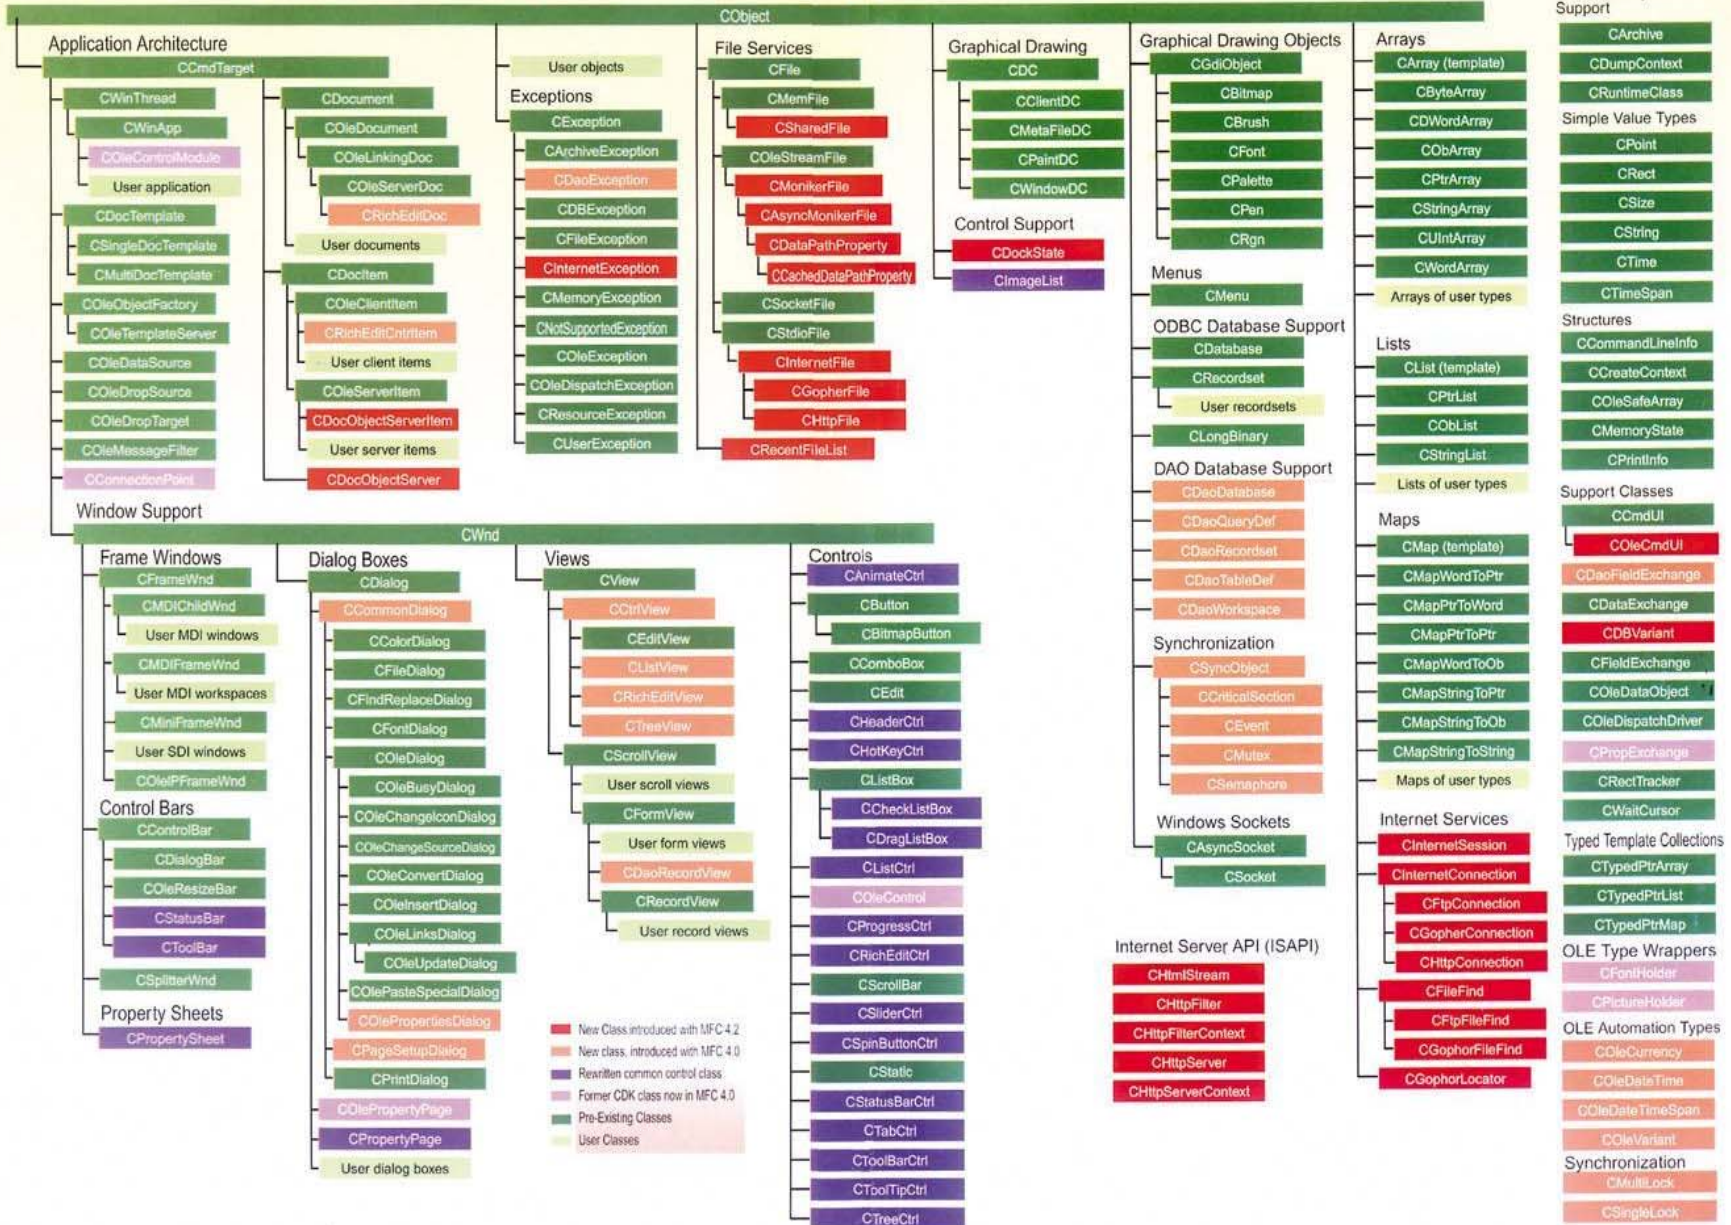 CObject
Application Architecture
CCmdTarget
CWinThread
CWinApp
COleControlModule
User application
CDocTemplate
CSingleDocTemplate
CMultiDocTemplate
COleObjectFactory
COleTemplateServer
COleDataSource
COleDropSource
COleDropTarget
COleMessageFilter
CConnectionPoint
CDocument
COleDocument
COleLinkingDoc
COleServerDoc
CRichEditDoc
User documents
CDocItem
COleClientItem
CRichEditCntrItem
User client items
COleServerItem
CDocObjectServerItem
User server items
CDocObjectServer
User objects
Exceptions
CException
CArchiveException
CDaoException
CDBException
CFileException
CInternetException
CMemoryException
CNotSupportedException
COleException
COleDispatchException
CResourceException
CUserException
File Services
CFile
CMemFile
CSharedFile
COleStreamFile
CMonikerFile
CAsyncMonikerFile
CDataPathProperty
CCachedDataPathProperty
CSocketFile
CStdioFile
CInternetFile
CGopherFile
CHttpFile
CRecentFileList
Graphical Drawing
CDC
CClientDC
CMetaFileDC
CPaintDC
CWindowDC
Control Support
CDockState
CImageList
Graphical Drawing Objects
CGdiObject
CBitmap
CBrush
CFont
CPalette
CPen
CRgn
Menus
CMenu
ODBC Database Support
CDatabase
CRecordset
User recordsets
CLongBinary
DAO Database Support
CDaoDatabase
CDaoQueryDef
CDaoRecordset
CDaoTableDef
CDaoWorkspace
Synchronization
CSyncObject
CCriticalSection
CEvent
CMutex
CSemaphore
Windows Sockets
CAsyncSocket
CSocket
Arrays
CArray (template)
CByteArray
CDWordArray
CObArray
CPtrArray
CStringArray
CUIntArray
CWordArray
Arrays of user types
Lists
CList (template)
CPtrList
CObList
CStringList
Lists of user types
Maps
CMap (template)
CMapWordToPtr
CMapPtrToWord
CMapPtrToPtr
CMapWordToOb
CMapStringToPtr
CMapStringToOb
CMapStringToString
Maps of user types
Internet Services
CInternetSession
CInternetConnection
CFtpConnection
CGopherConnection
CHttpConnection
CFileFind
CFtpFileFind
CGophorFileFind
CGophorLocator
Support
CArchive
CDumpContext
CRuntimeClass
Simple Value Types
CPoint
CRect
CSize
CString
CTime
CTimeSpan
Structures
CCommandLineInfo
CCreateContext
COleSafeArray
CMemoryState
CPrintInfo
Support Classes
CCmdUI
COleCmdUI
CDaoFieldExchange
CDataExchange
CDBVariant
CFieldExchange
COleDataObject
COleDispatchDriver
CPropExchange
CRectTracker
CWaitCursor
Typed Template Collections
CTypedPtrArray
CTypedPtrList
CTypedPtrMap
OLE Type Wrappers
CFontHolder
CPictureHolder
OLE Automation Types
COleCurrency
COleDateTime
COleDateTimeSpan
COleVariant
Synchronization
CMultiLock
CSingleLock
Window Support
CWnd
Frame Windows
CFrameWnd
CMDIChildWnd
User MDI windows
CMDIFrameWnd
User MDI workspaces
CMiniFrameWnd
User SDI windows
COleIPFrameWnd
Control Bars
CControlBar
CDialogBar
COleResizeBar
CStatusBar
CToolBar
CSplitterWnd
Property Sheets
CPropertySheet
Dialog Boxes
CDialog
CCommonDialog
CColorDialog
CFileDialog
CFindReplaceDialog
CFontDialog
COleDialog
COleBusyDialog
COleChangeIconDialog
COleChangeSourceDialog
COleConvertDialog
COleInsertDialog
COleLinksDialog
COleUpdateDialog
COlePasteSpecialDialog
COlePropertiesDialog
CPageSetupDialog
CPrintDialog
COlePropertyPage
CPropertyPage
User dialog boxes
Views
CView
CCtrlView
CEditView
CListView
CRichEditView
CTreeView
CScrollView
User scroll views
CFormView
User form views
CDaoRecordView
CRecordView
User record views
Controls
CAnimateCtrl
CButton
CBitmapButton
CComboBox
CEdit
CHeaderCtrl
CHotKeyCtrl
CListBox
CCheckListBox
CDragListBox
CListCtrl
COleControl
CProgressCtrl
CRichEditCtrl
CScrollBar
CSliderCtrl
CSpinButtonCtrl
CStatic
CStatusBarCtrl
CTabCtrl
CToolBarCtrl
CToolTipCtrl
CTreeCtrl
New Class introduced with MFC 4.2
New class, introduced with MFC 4.0
Rewritten common control class
Former CDK class now in MFC 4.0
Pre-Existing Classes
User Classes
Internet Server API (ISAPI)
CHtmlStream
CHttpFilter
CHttpFilterContext
CHttpServer
CHttpServerContext